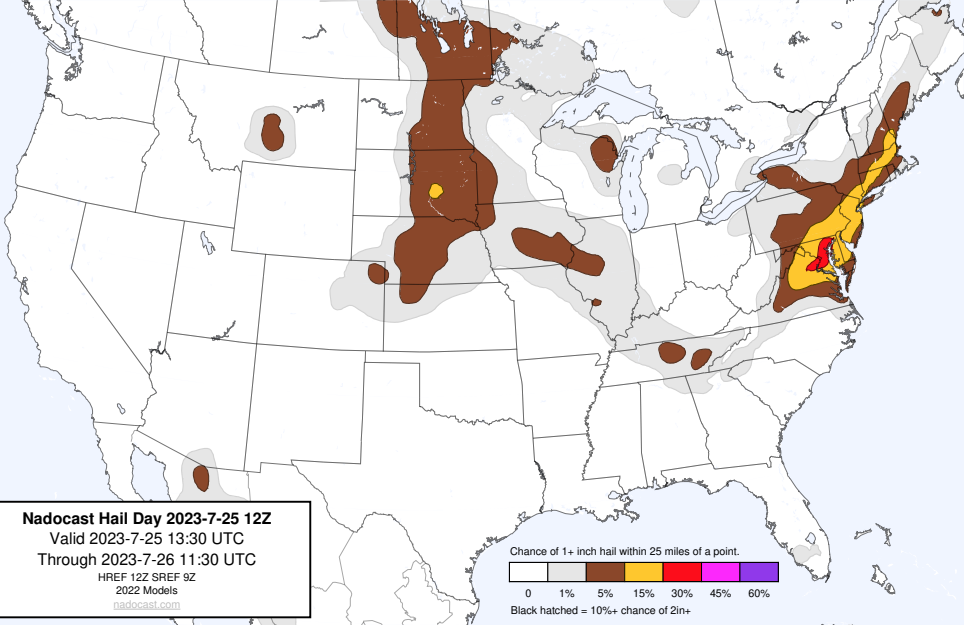 Nadocast Hail Day 2023-7-25 12Z
Valid 2023-7-25 13:30 UTC
Through 2023-7-26 11:30 UTC
HREF 12Z SREF 9Z
2022 Models
nadocast.com
Chance of 1+ inch hail within 25 miles of a point.
0 1% 5% 15% 30% 45% 60%
Black hatched = 10%+ chance of 2in+